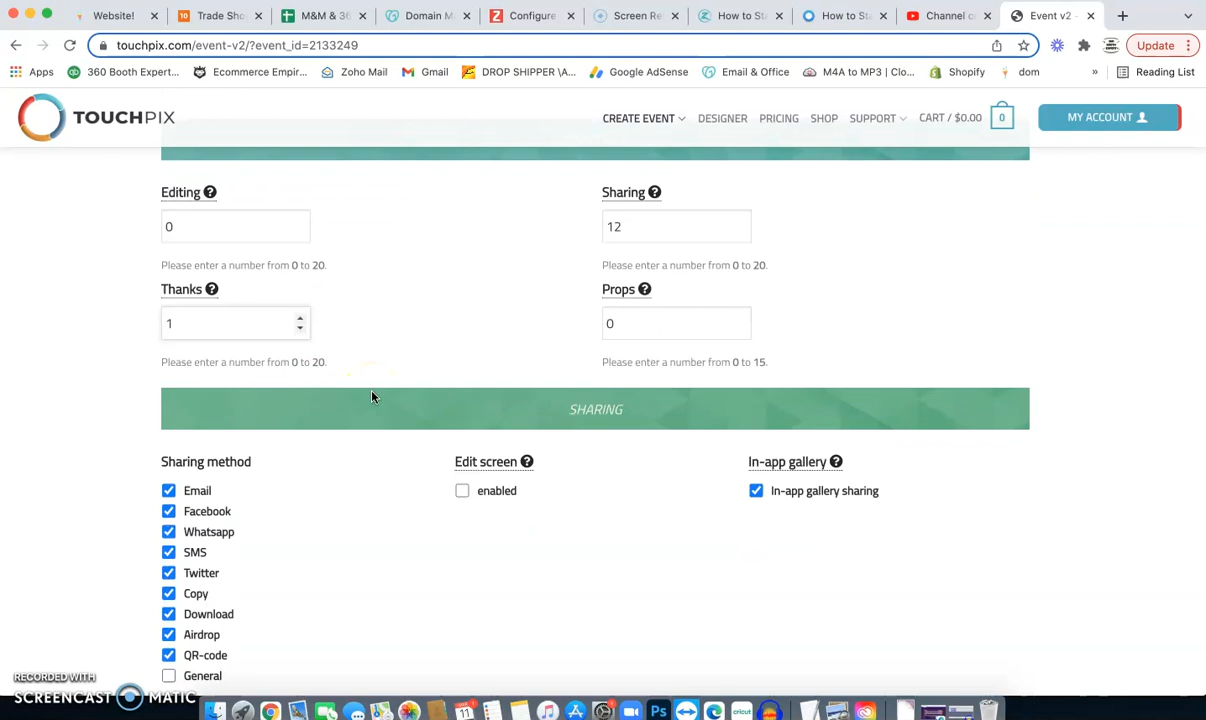 Website!
Trade Sho
M&M & 36
Domain M
Configure
Screen Re
How to Sta
How to St
Channel c
Event v2 -
touchpix.com/event-v2/?event_id=2133249
Update
Apps
360 Booth Expert...
Ecommerce Empir...
Zoho Mail
Gmail
DROP SHIPPER \A...
Google AdSense
Email & Office
M4A to MP3 | Clo...
Shopify
dom
»
Reading List
TOUCHPIX
CREATE EVENT
DESIGNER
PRICING
SHOP
SUPPORT
CART / $0.00
0
MY ACCOUNT
Editing ?
Sharing ?
0
12
Please enter a number from 0 to 20.
Please enter a number from 0 to 20.
Thanks ?
Props ?
1
0
Please enter a number from 0 to 20.
Please enter a number from 0 to 15.
SHARING
Sharing method
Edit screen ?
In-app gallery ?
Email
enabled
In-app gallery sharing
Facebook
Whatsapp
SMS
Twitter
Copy
Download
Airdrop
QR-code
General
RECORDED WITH
SCREENCAST MATIC